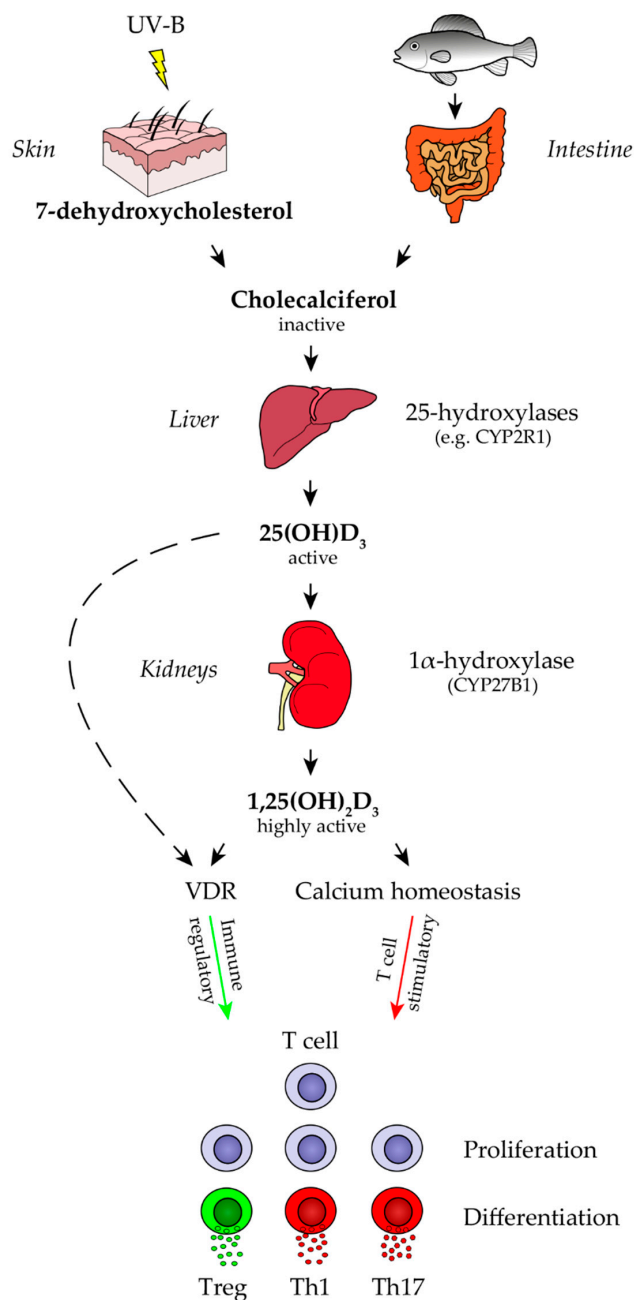 UV-B
Skin
Intestine
7-dehydroxycholesterol
Cholecalciferol
inactive
Liver
25-hydroxylases
(e.g. CYP2R1)
25(OH)D₃
active
Kidneys
1α-hydroxylase
(CYP27B1)
1,25(OH)₂D₃
highly active
VDR
Calcium homeostasis
Immune
regulatory
T cell
stimulatory
T cell
Proliferation
Differentiation
Treg
Th1
Th17